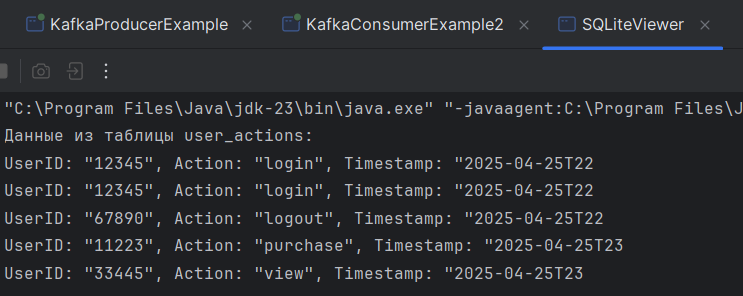 KafkaProducerExample KafkaConsumerExample2 SQLiteViewer
"C:\Program Files\Java\jdk-23\bin\java.exe" "-javaagent:C:\Program Files\J
Данные из таблицы user_actions:
UserID: "12345", Action: "login", Timestamp: "2025-04-25T22
UserID: "12345", Action: "login", Timestamp: "2025-04-25T22
UserID: "67890", Action: "logout", Timestamp: "2025-04-25T22
UserID: "11223", Action: "purchase", Timestamp: "2025-04-25T23
UserID: "33445", Action: "view", Timestamp: "2025-04-25T23